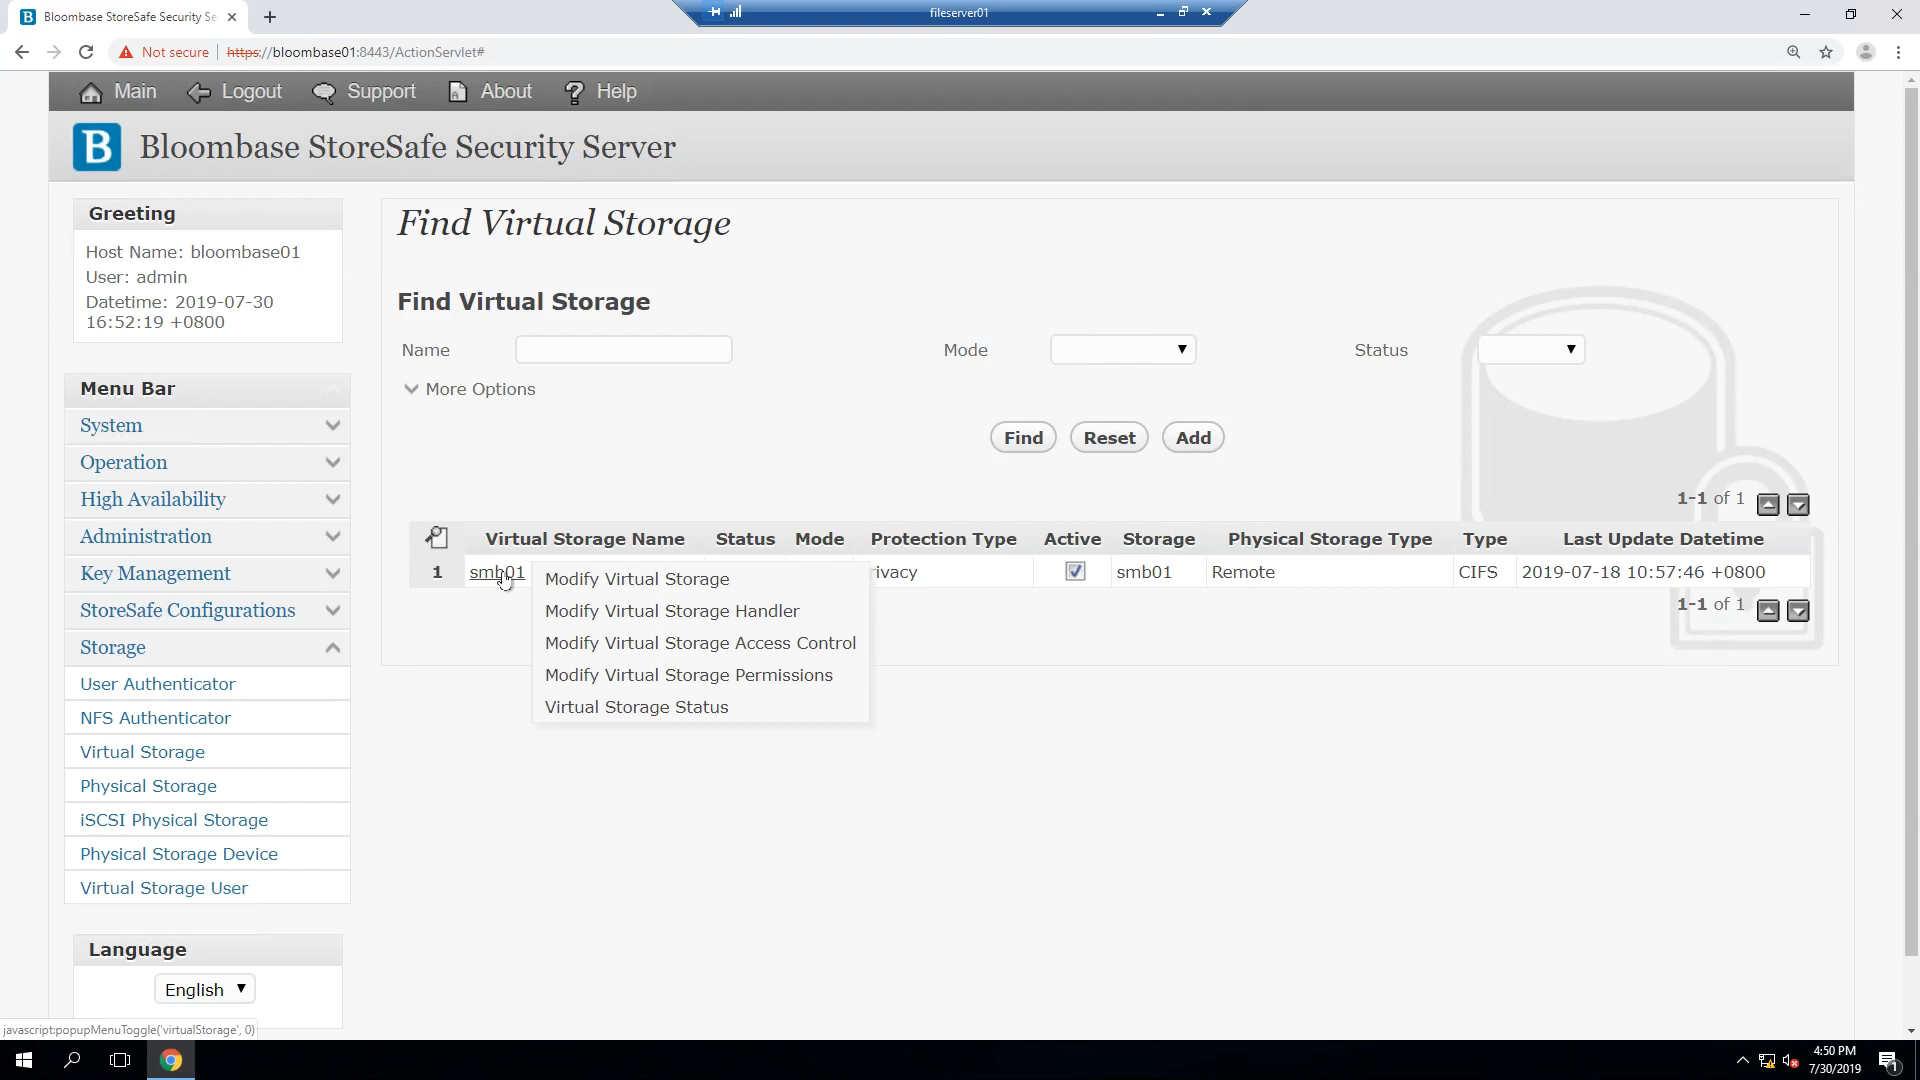 Bloombase StoreSafe Security Se
fileserver01
Not secure
https://bloombase01:8443/ActionServlet#
Main
Logout
Support
About
Help
B
Bloombase StoreSafe Security Server
Greeting
Host Name: bloombase01
User: admin
Datetime: 2019-07-30
16:52:19 +0800
Menu Bar
System
Operation
High Availability
Administration
Key Management
StoreSafe Configurations
Storage
User Authenticator
NFS Authenticator
Virtual Storage
Physical Storage
iSCSI Physical Storage
Physical Storage Device
Virtual Storage User
Language
English
Find Virtual Storage
Find Virtual Storage
Name
Mode
Status
More Options
Find
Reset
Add
1-1 of 1
Virtual Storage Name
Status
Mode
Protection Type
Active
Storage
Physical Storage Type
Type
Last Update Datetime
1
smb01
rivacy
smb01
Remote
CIFS
2019-07-18 10:57:46 +0800
1-1 of 1
Modify Virtual Storage
Modify Virtual Storage Handler
Modify Virtual Storage Access Control
Modify Virtual Storage Permissions
Virtual Storage Status
javascript:popupMenuToggle('virtualStorage', 0)
4:50 PM
7/30/2019
1